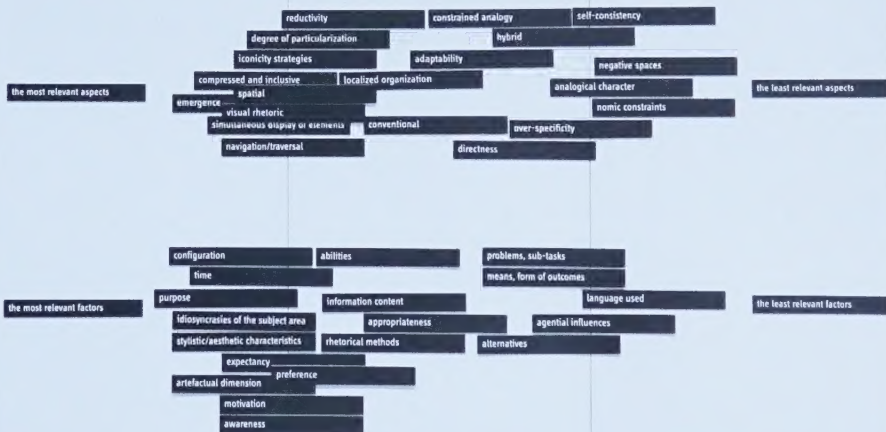 reductivity
constrained analogy
self-consistency
degree of particularization
hybrid
iconicity strategies
adaptability
negative spaces
compressed and inclusive
localized organization
analogical character
the most relevant aspects
spatial
the least relevant aspects
emergence
visual rhetoric
nomic constraints
simultaneous display of elements
conventional
over-specificity
navigation/traversal
directness
configuration
abilities
problems, sub-tasks
time
means, form of outcomes
purpose
information content
language used
the most relevant factors
the least relevant factors
idiosyncrasies of the subject area
appropriateness
agential influences
stylistic/aesthetic characteristics
rhetorical methods
alternatives
expectancy
preference
artefactual dimension
motivation
awareness